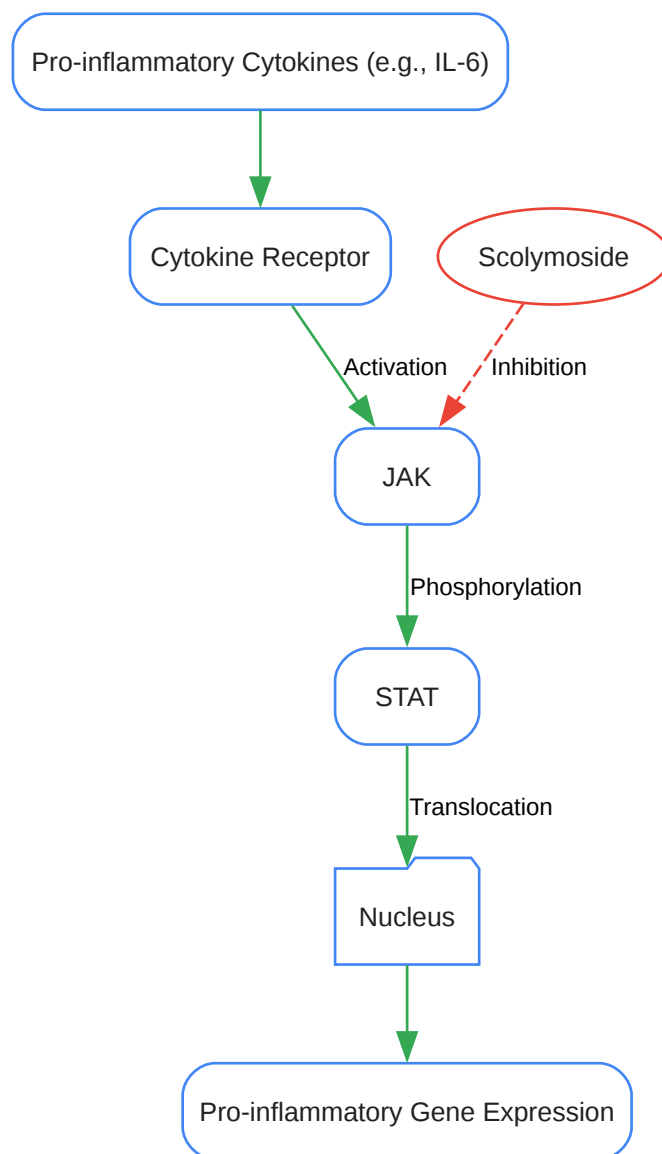 Pro-inflammatory Cytokines (e.g., IL-6)
Cytokine Receptor
Scolymoside
Activation
Inhibition
JAK
Phosphorylation
STAT
Translocation
Nucleus
Pro-inflammatory Gene Expression